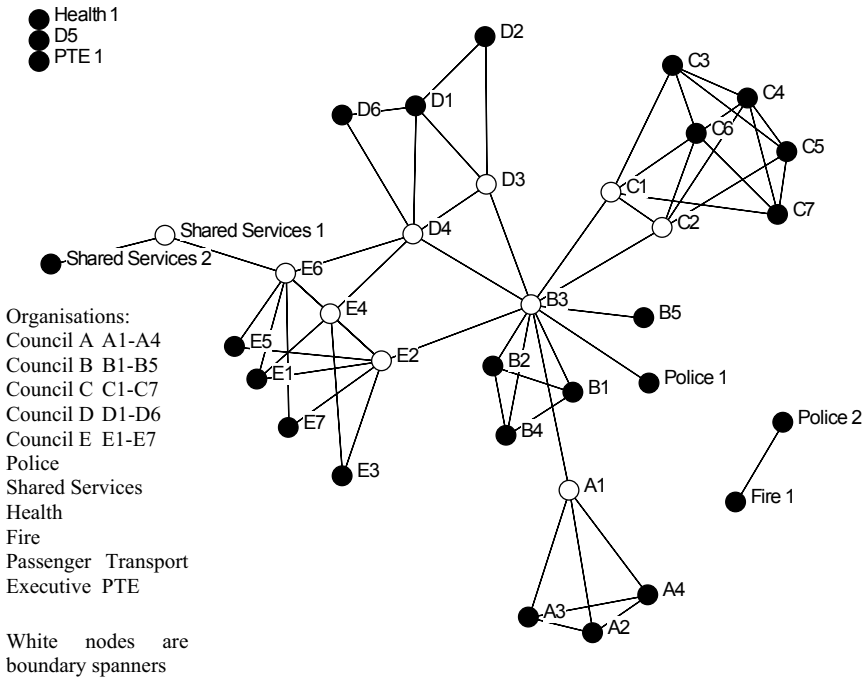 Health 1
D5
PTE 1
D2
D6
D1
D3
D4
C3
C4
C6
C5
C1
C7
C2
Shared Services 1
Shared Services 2
E6
E4
E5
E2
E1
E7
E3
B3
B5
B2
B1
B4
Police 1
Police 2
Fire 1
A1
A4
A3
A2
Organisations:
Council A A1-A4
Council B B1-B5
Council C C1-C7
Council D D1-D6
Council E E1-E7
Police
Shared Services
Health
Fire
Passenger Transport
Executive PTE
White nodes are
boundary spanners